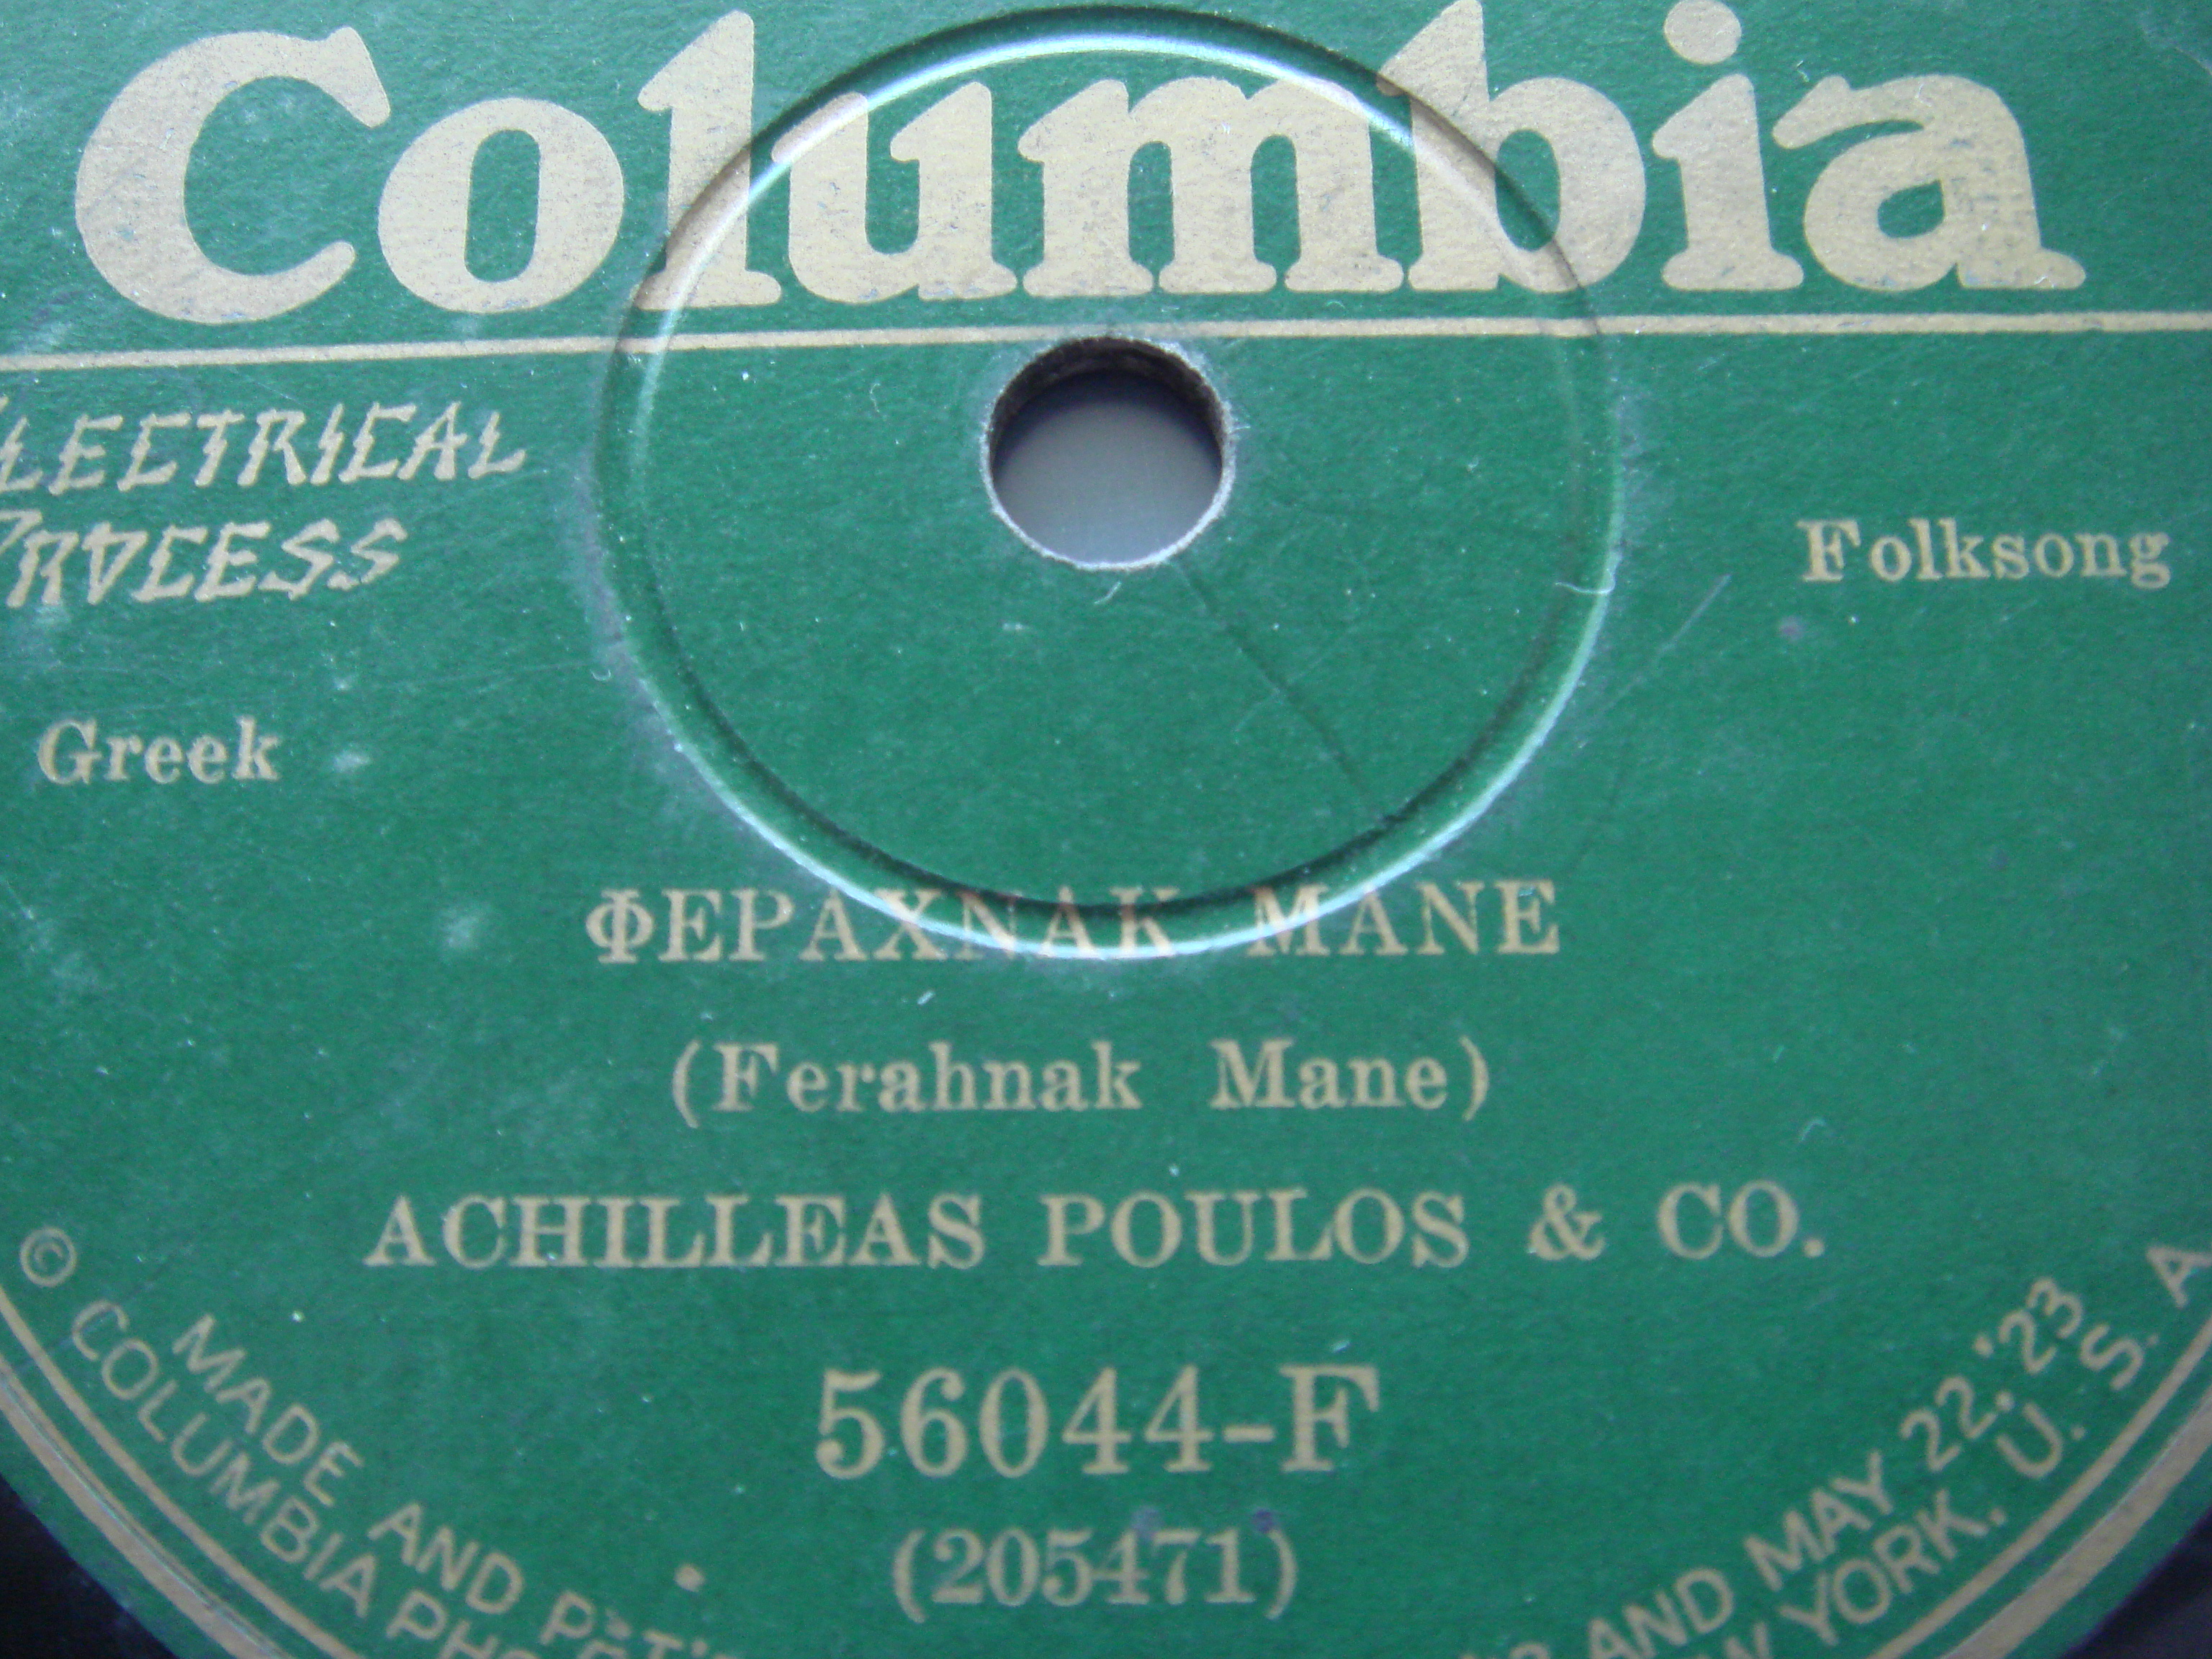 Columbia
ELECTRICAL
PROCESS
Folksong
Greek
ΦΕΡΑΧΝΑΚ ΜΑΝΕ
(Ferahnak Mane)
ACHILLEAS POULOS & CO.
56044-F
(205471)
MADE AND PAT'
AND MAY 22, '23
© COLUMBIA
YORK, U. S. A